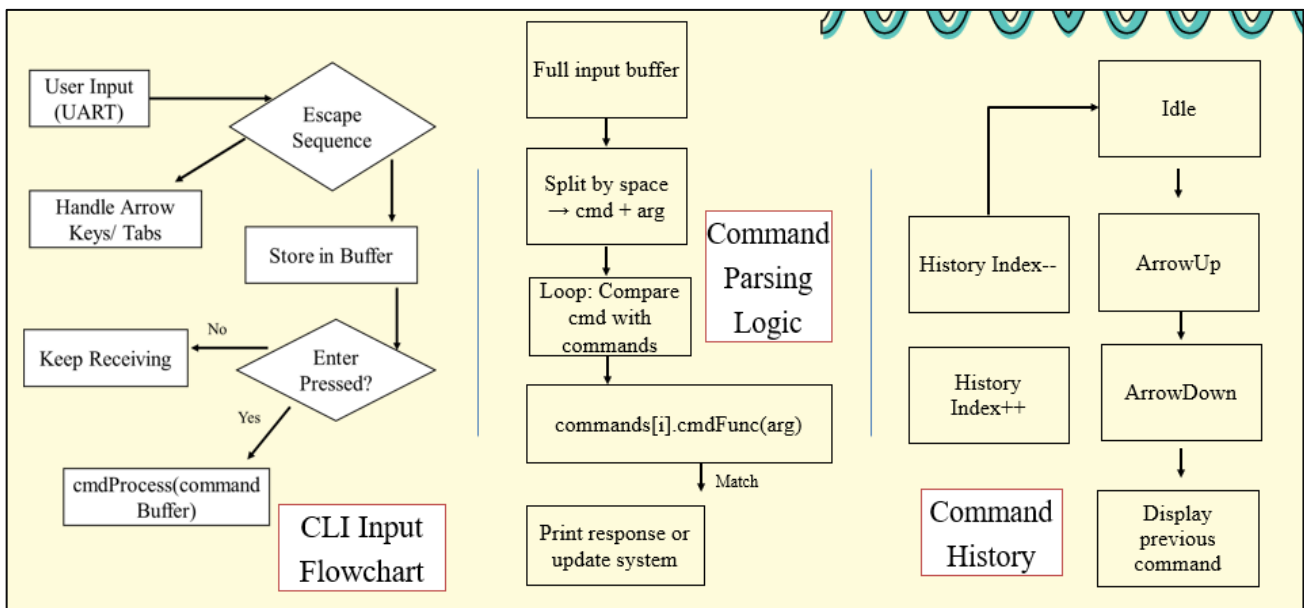 User Input
(UART)
Escape
Sequence
Handle Arrow
Keys/ Tabs
Store in Buffer
No
Keep Receiving
Enter
Pressed?
Yes
cmdProcess(command
Buffer)
CLI Input
Flowchart
Full input buffer
Split by space
→ cmd + arg
Loop: Compare
cmd with
commands
commands[i].cmdFunc(arg)
Match
Print response or
update system
Command
Parsing
Logic
Idle
History Index--
ArrowUp
History
Index++
ArrowDown
Display
previous
command
Command
History